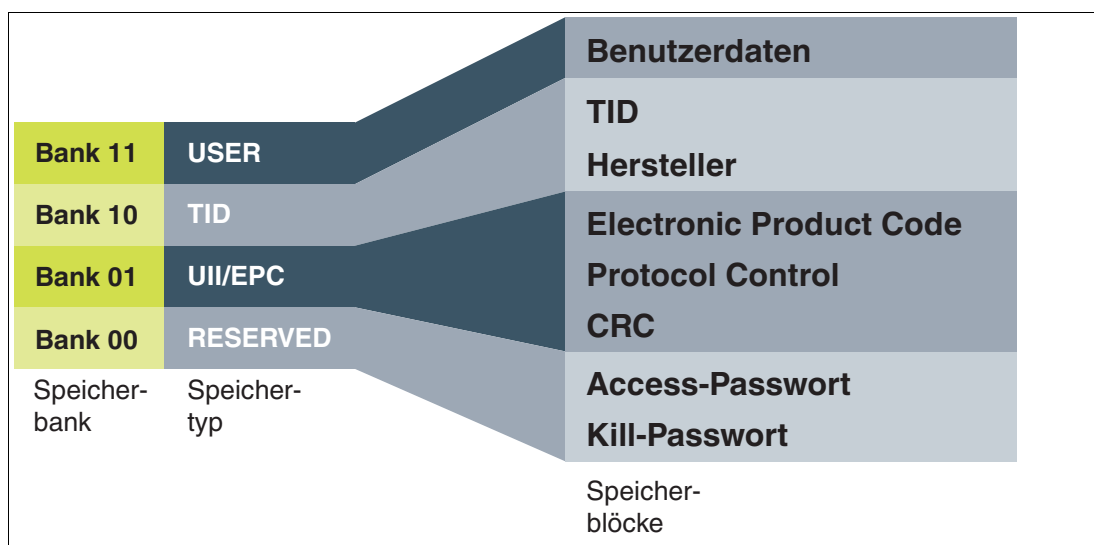 Bank 11 USER
Bank 10 TID
Bank 01 UII/EPC
Bank 00 RESERVED
Speicher-
bank
Speicher-
typ
Benutzerdaten
TID
Hersteller
Electronic Product Code
Protocol Control
CRC
Access-Passwort
Kill-Passwort
Speicher-
blöcke